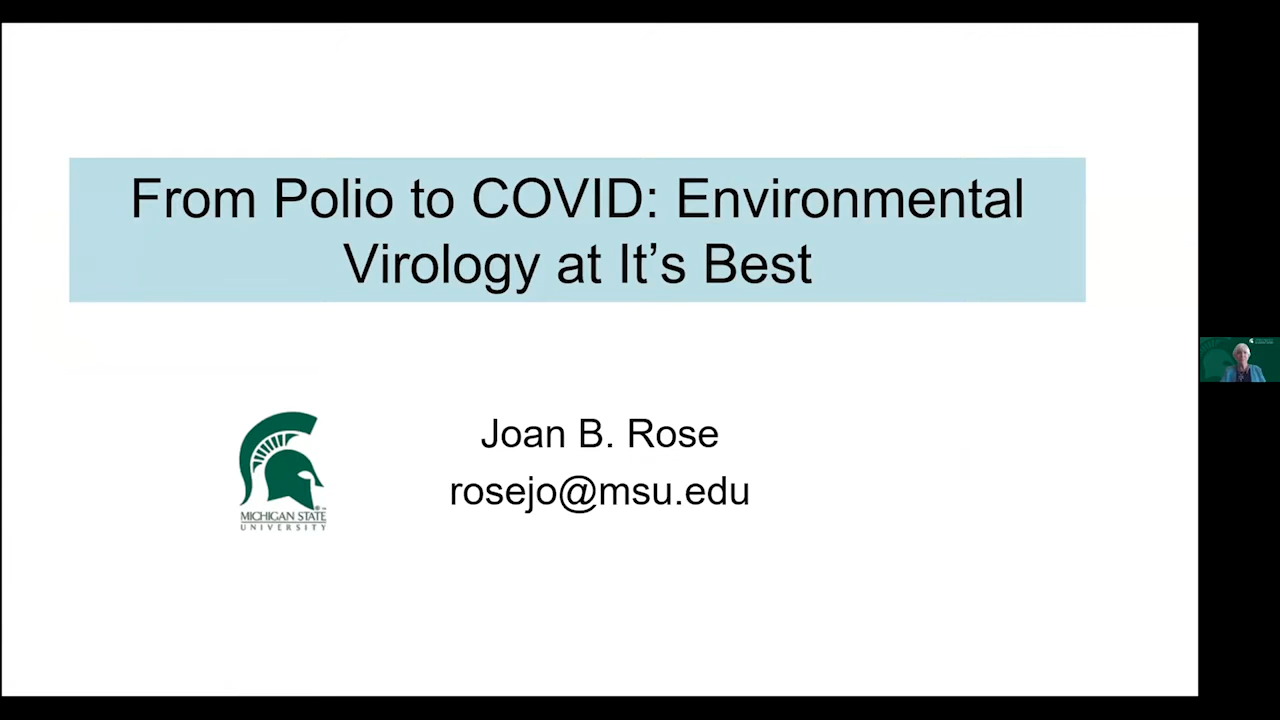 From Polio to COVID: Environmental
Virology at It’s Best
Joan B. Rose
rosejo@msu.edu
MICHIGAN STATE
UNIVERSITY